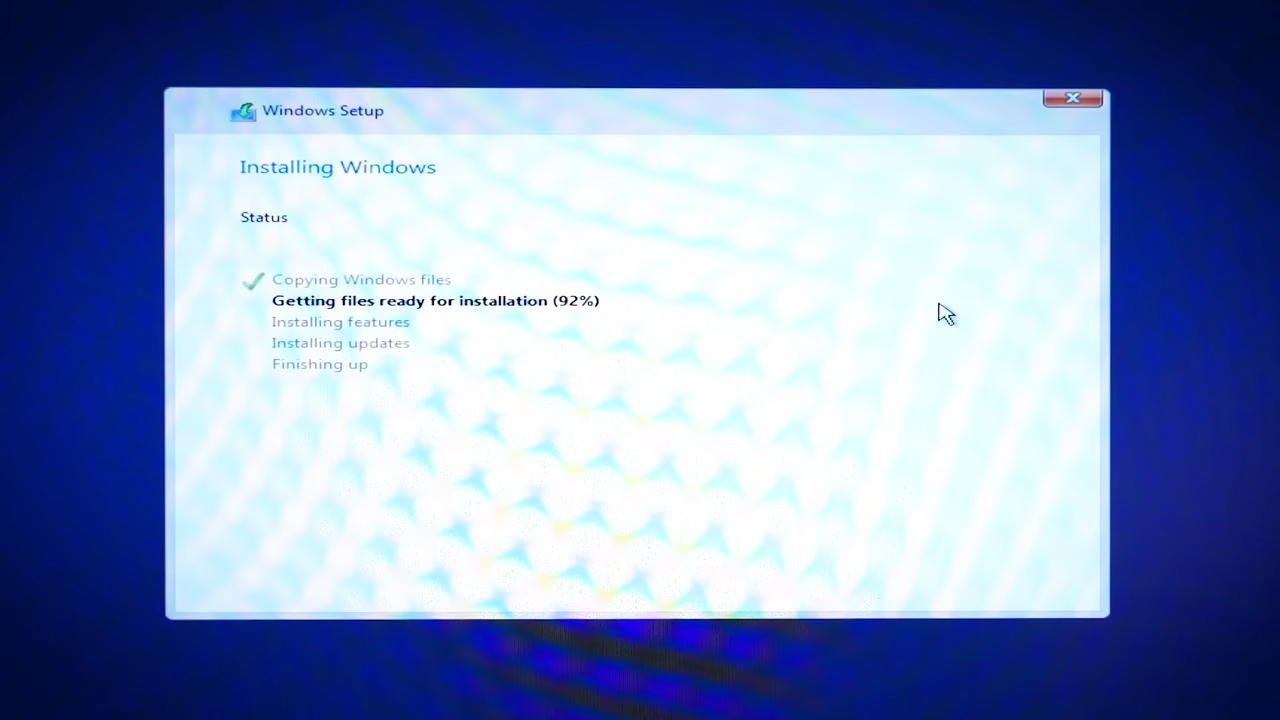 Windows Setup
Installing Windows
Status
Copying Windows files
Getting files ready for installation (92%)
Installing features
Installing updates
Finishing up